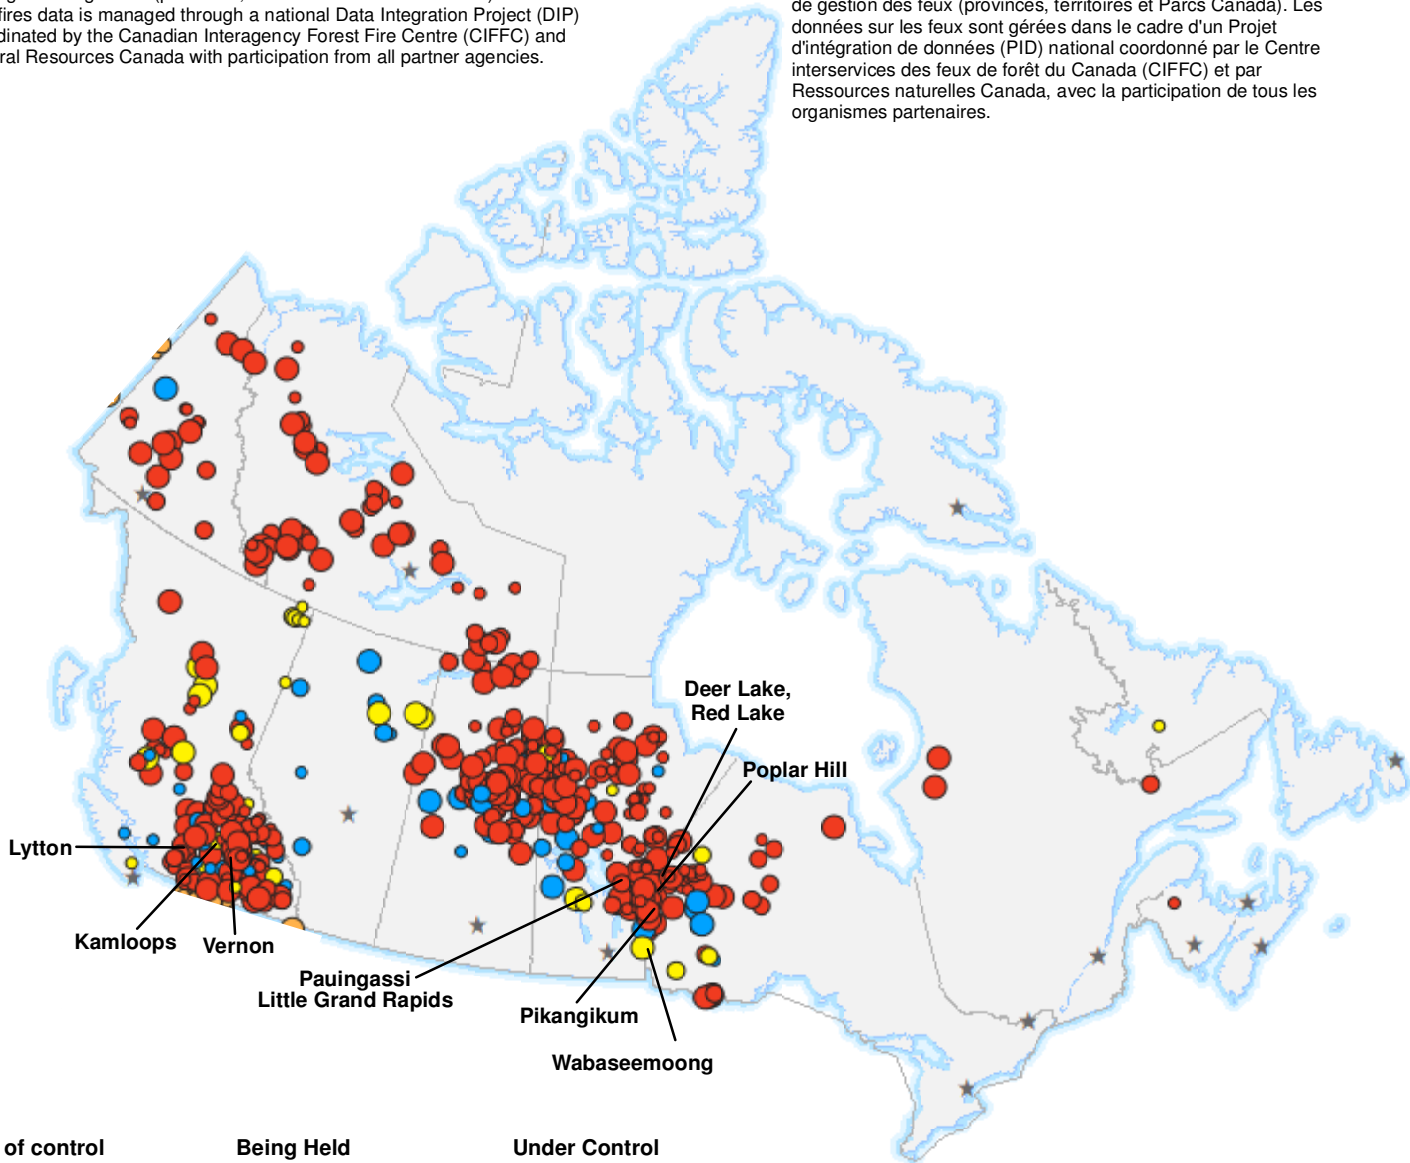 fires data is managed through a national Data Integration Project (DIP)
dinated by the Canadian Interagency Forest Fire Centre (CIFFC) and
ral Resources Canada with participation from all partner agencies.
de gestion des feux (provinces, territoires et Parcs Canada). Les
données sur les feux sont gérées dans le cadre d'un Projet
d'intégration de données (PID) national coordonné par le Centre
interservices des feux de forêt du Canada (CIFFC) et par
Ressources naturelles Canada, avec la participation de tous les
organismes partenaires.
Deer Lake,
Red Lake
Poplar Hill
Lytton
Kamloops
Vernon
Pauingassi
Little Grand Rapids
Pikangikum
Wabaseemoong
of control
Being Held
Under Control